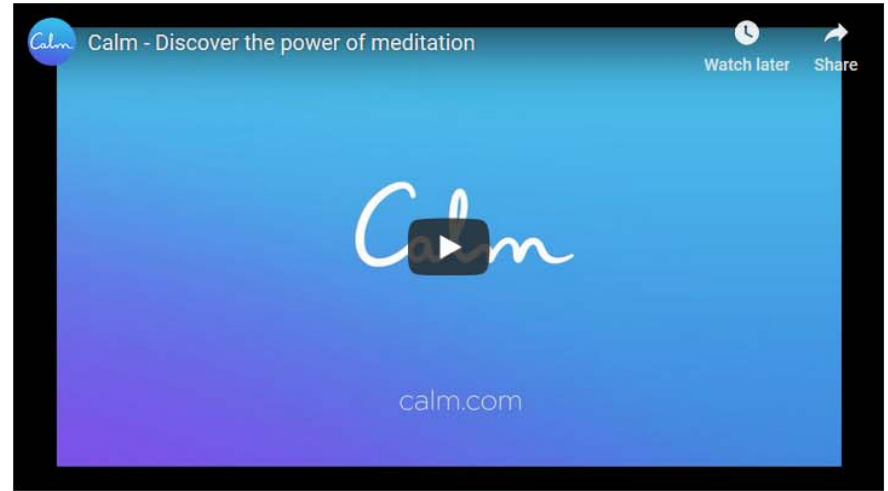 Calm
Calm - Discover the power of meditation
Watch later
Share
Calm
calm.com